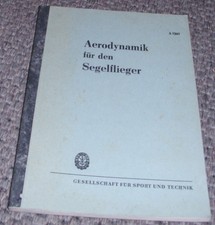 Aerodynamik
für den
Segelflieger
GESELLSCHAFT FÜR SPORT UND TECHNIK